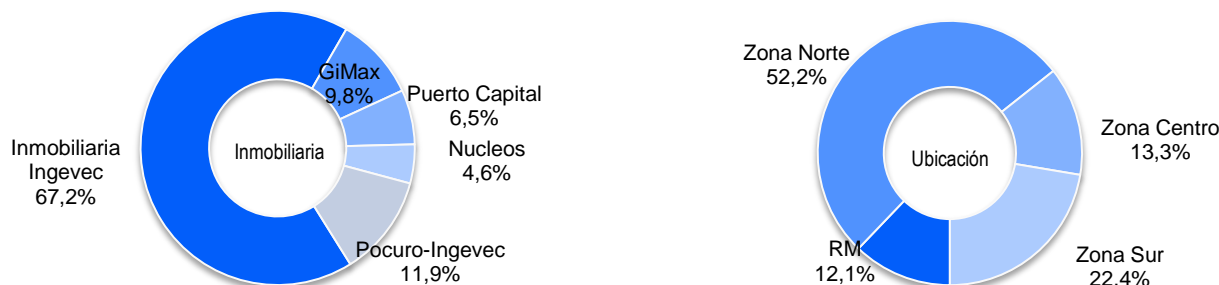 GiMax
9,8%
Puerto Capital
6,5%
Nucleos
4,6%
Inmobiliaria
Ingevec
67,2%
Inmobiliaria
Pocuro-Ingevec
11,9%
Zona Norte
52,2%
Zona Centro
13,3%
Ubicación
RM
12,1%
Zona Sur
22,4%